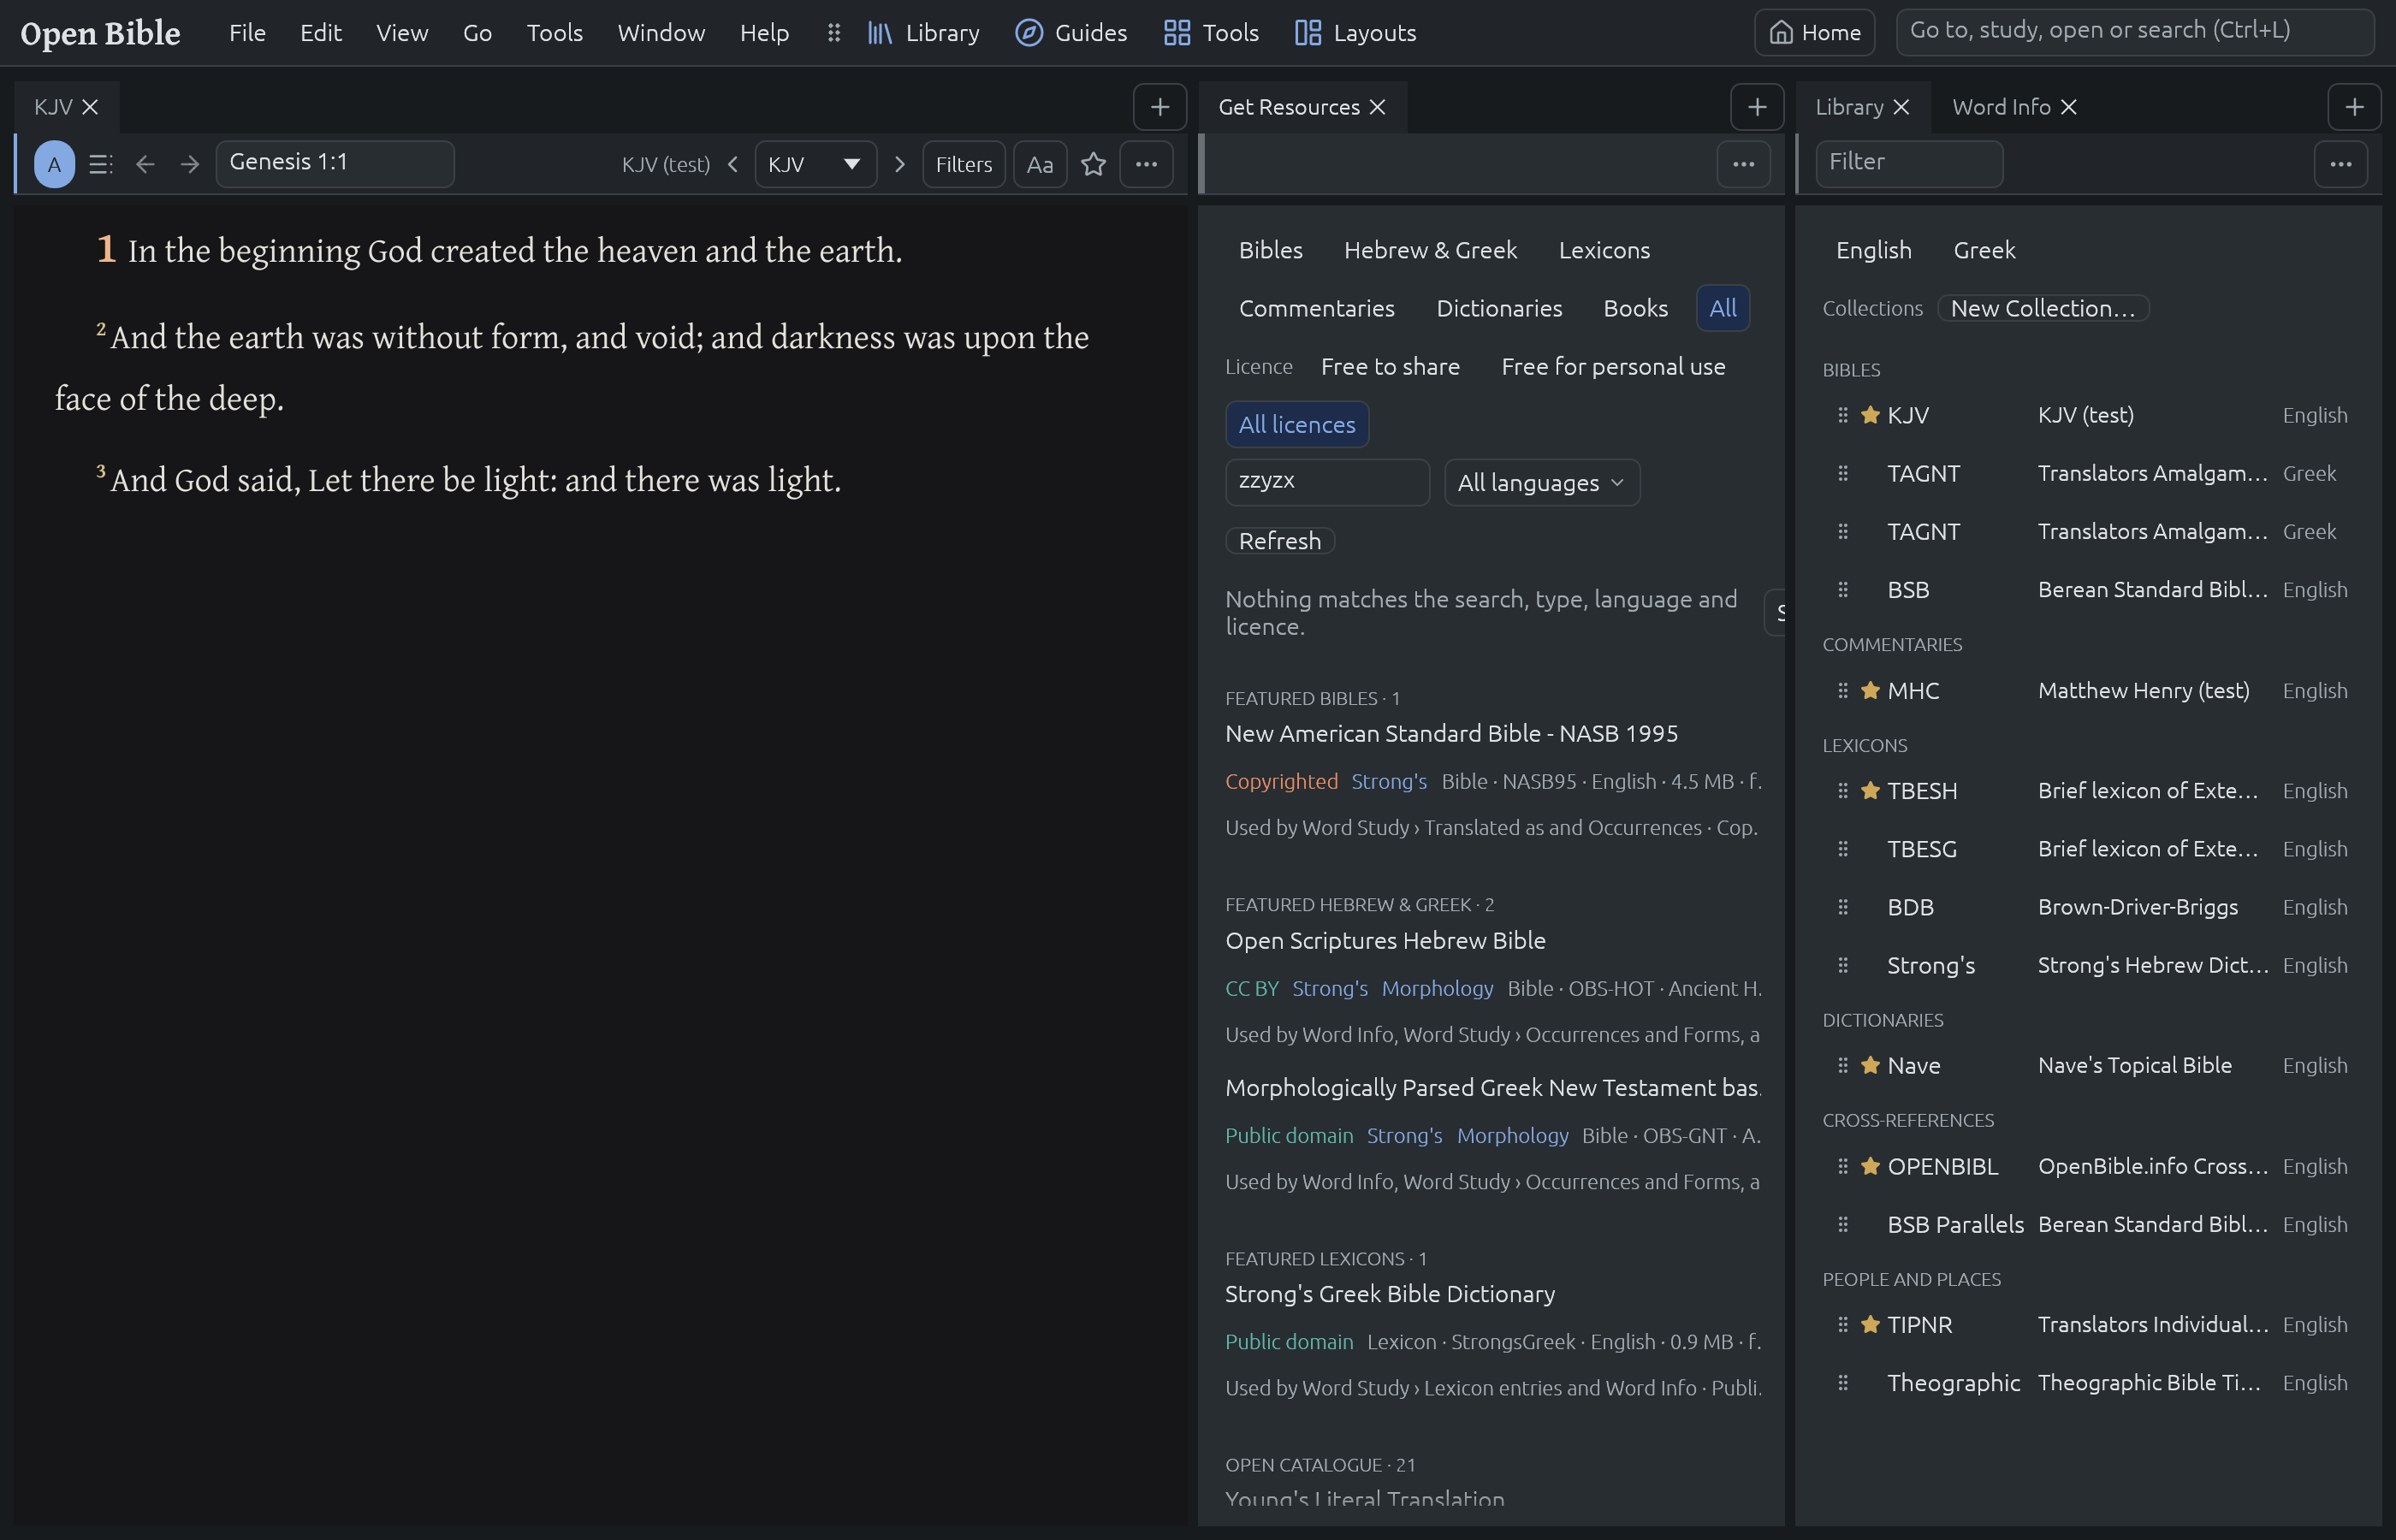 Open Bible File Edit View Go Tools Window Help Library Guides Tools Layouts Home Go to, study, open or search (Ctrl+L)
KJV
A Genesis 1:1 KJV (test) KJV Filters Aa
1 In the beginning God created the heaven and the earth.
2 And the earth was without form, and void; and darkness was upon the
face of the deep.
3 And God said, Let there be light: and there was light.
Get Resources
Bibles Hebrew & Greek Lexicons
Commentaries Dictionaries Books All
Licence Free to share Free for personal use
All licences
zzyzx All languages
Refresh
Nothing matches the search, type, language and
licence.
FEATURED BIBLES · 1
New American Standard Bible - NASB 1995
Copyrighted Strong's Bible · NASB95 · English · 4.5 MB · f.
Used by Word Study › Translated as and Occurrences · Cop.
FEATURED HEBREW & GREEK · 2
Open Scriptures Hebrew Bible
CC BY Strong's Morphology Bible · OBS-HOT · Ancient H.
Used by Word Info, Word Study › Occurrences and Forms, a
Morphologically Parsed Greek New Testament bas.
Public domain Strong's Morphology Bible · OBS-GNT · A.
Used by Word Info, Word Study › Occurrences and Forms, a
FEATURED LEXICONS · 1
Strong's Greek Bible Dictionary
Public domain Lexicon · StrongsGreek · English · 0.9 MB · f.
Used by Word Study › Lexicon entries and Word Info · Publi.
OPEN CATALOGUE · 21
Young's Literal Translation
Library Word Info
Filter
English Greek
Collections New Collection...
BIBLES
KJV KJV (test) English
TAGNT Translators Amalgam... Greek
TAGNT Translators Amalgam... Greek
BSB Berean Standard Bibl... English
COMMENTARIES
MHC Matthew Henry (test) English
LEXICONS
TBESH Brief lexicon of Exte... English
TBESG Brief lexicon of Exte... English
BDB Brown-Driver-Briggs English
Strong's Strong's Hebrew Dict... English
DICTIONARIES
Nave Nave's Topical Bible English
CROSS-REFERENCES
OPENBIBL OpenBible.info Cross... English
BSB Parallels Berean Standard Bibl... English
PEOPLE AND PLACES
TIPNR Translators Individual... English
Theographic Theographic Bible Ti... English